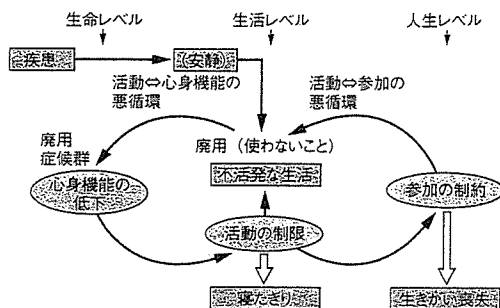 生命レベル
生活レベル
人生レベル
疾患
(安静)
活動⇔心身機能の
悪循環
活動⇔参加の
悪循環
廃用
症候群
廃用(使わないこと)
不活発な生活
心身機能の
低下
参加の制約
活動の制限
寝たきり
生きがい喪失